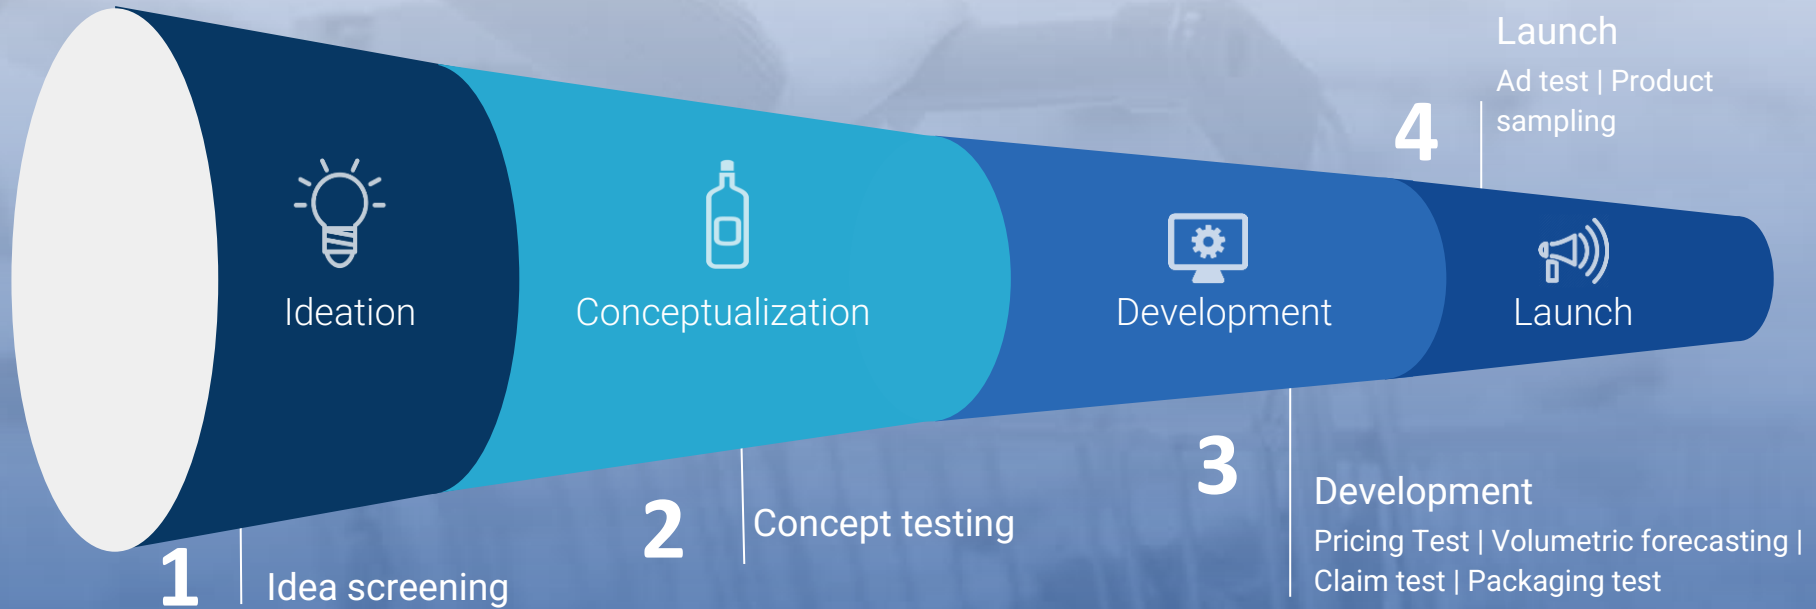 Ideation
Conceptualization
Development
Launch
1
Idea screening
2
Concept testing
3
Development
Pricing Test | Volumetric forecasting |
Claim test | Packaging test
4
Launch
Ad test | Product
sampling